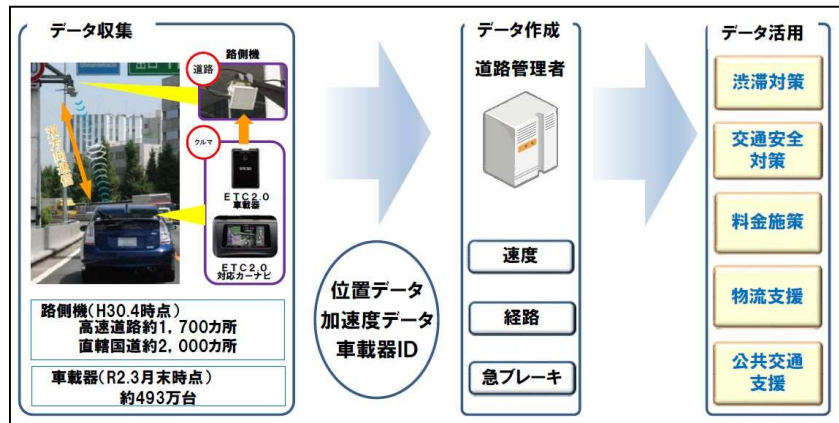 データ収集
路側機
道路
双方向通信
クルマ
ETC2.0
車載器
ETC2.0
対応カーナビ
路側機(H30.4時点)
高速道路約1,700カ所
直轄国道約2,000カ所
車載器(R2.3月末時点)
約493万台
位置データ
加速度データ
車載器ID
データ作成
道路管理者
速度
経路
急ブレーキ
データ活用
渋滞対策
交通安全
対策
料金施策
物流支援
公共交通
支援